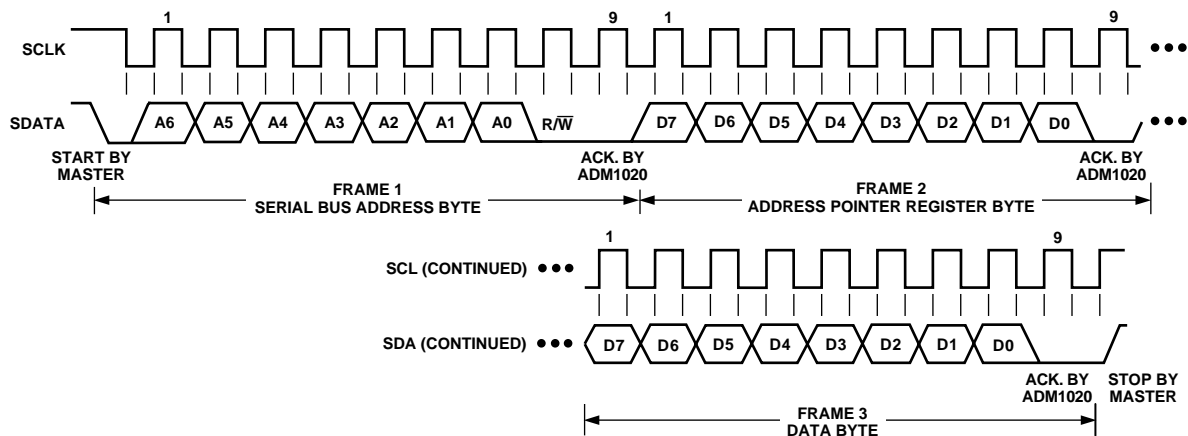 1 9 1 9
SCLK
SDATA A6 A5 A4 A3 A2 A1 A0 R/W̅ D7 D6 D5 D4 D3 D2 D1 D0
START BY MASTER
ACK. BY ADM1020
ACK. BY ADM1020
FRAME 1
SERIAL BUS ADDRESS BYTE
FRAME 2
ADDRESS POINTER REGISTER BYTE
1 9
SCL (CONTINUED)
SDA (CONTINUED) D7 D6 D5 D4 D3 D2 D1 D0
ACK. BY ADM1020
STOP BY MASTER
FRAME 3
DATA BYTE